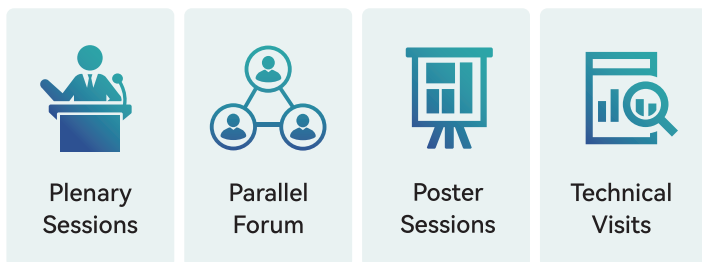 Plenary
Sessions
Parallel
Forum
Poster
Sessions
Technical
Visits